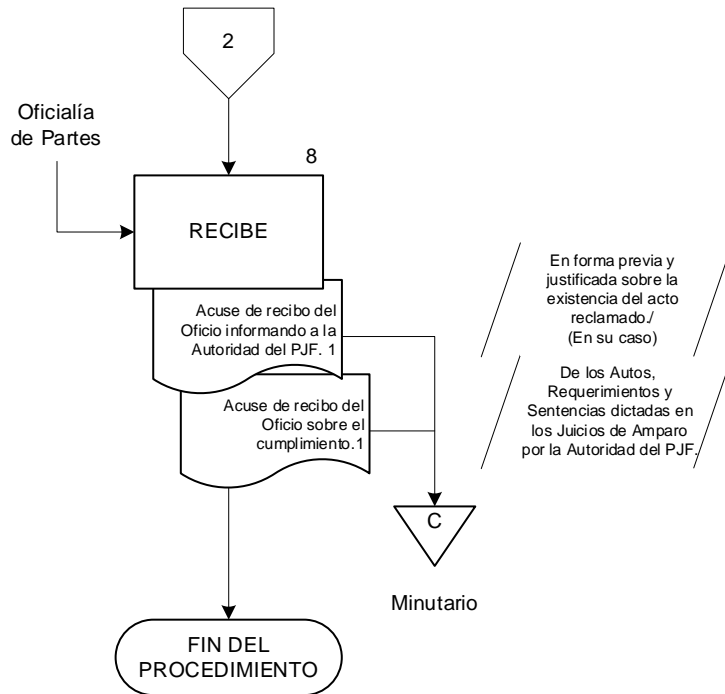 2
Oficialía
de Partes
8
RECIBE
Acuse de recibo del
Oficio informando a la
Autoridad del PJF. 1
Acuse de recibo del
Oficio sobre el
cumplimiento.1
En forma previa y
justificada sobre la
existencia del acto
reclamado./
(En su caso)
De los Autos,
Requerimientos y
Sentencias dictadas en
los Juicios de Amparo
por la Autoridad del PJF.
C
Minutario
FIN DEL
PROCEDIMIENTO